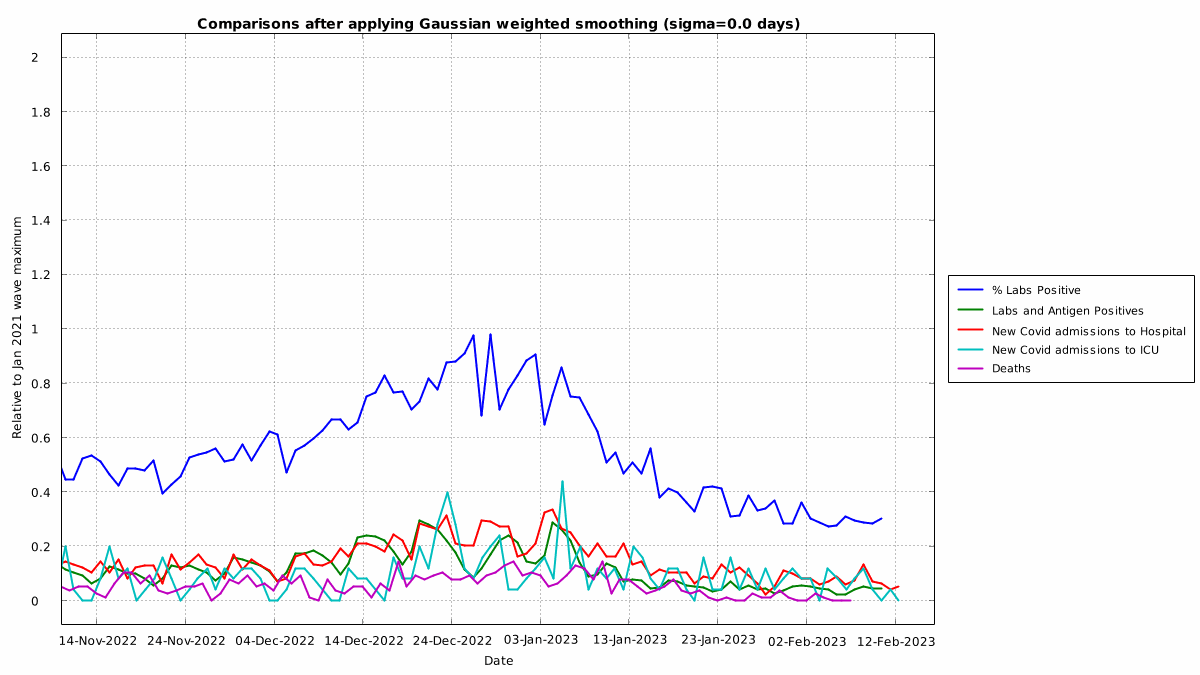 Comparisons after applying Gaussian weighted smoothing (sigma=0.0 days)
Relative to Jan 2021 wave maximum
2
1.8
1.6
1.4
1.2
1
0.8
0.6
0.4
0.2
0
14-Nov-2022 24-Nov-2022 04-Dec-2022 14-Dec-2022 24-Dec-2022 03-Jan-2023 13-Jan-2023 23-Jan-2023 02-Feb-2023 12-Feb-2023
Date
% Labs Positive
Labs and Antigen Positives
New Covid admissions to Hospital
New Covid admissions to ICU
Deaths